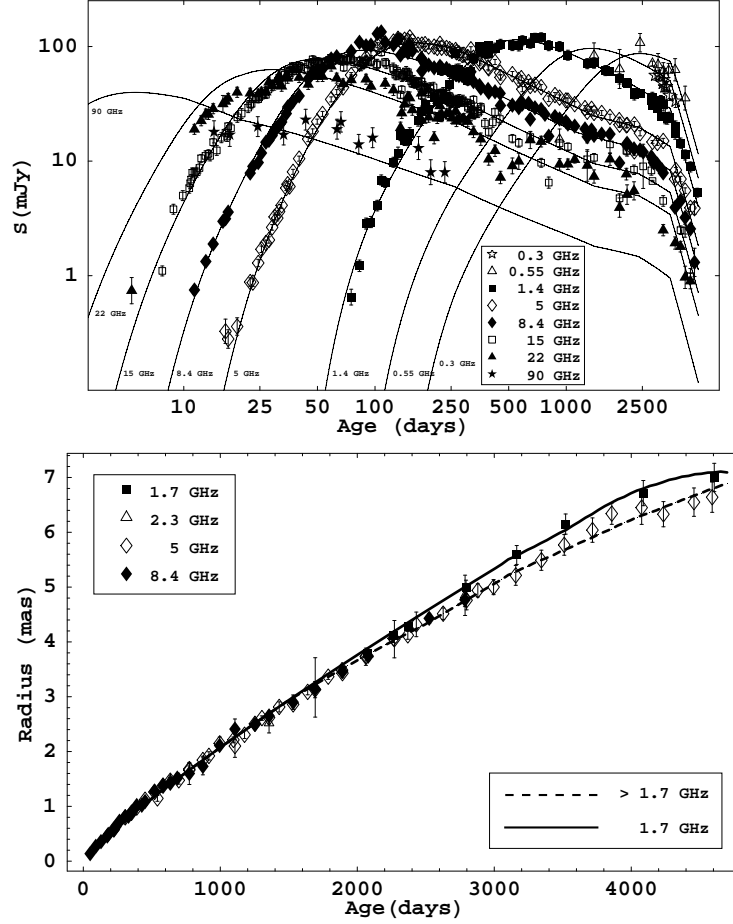 100
10
1
S(mJy)
90 GHz
22 GHz
15 GHz
8.4 GHz
5 GHz
1.4 GHz
0.55 GHz
0.3 GHz
0.3 GHz
0.55 GHz
1.4 GHz
5 GHz
8.4 GHz
15 GHz
22 GHz
90 GHz
10 25 50 100 250 500 1000 2500
Age (days)
7
6
5
4
3
2
1
0
Radius (mas)
1.7 GHz
2.3 GHz
5 GHz
8.4 GHz
> 1.7 GHz
1.7 GHz
0 1000 2000 3000 4000
Age(days)